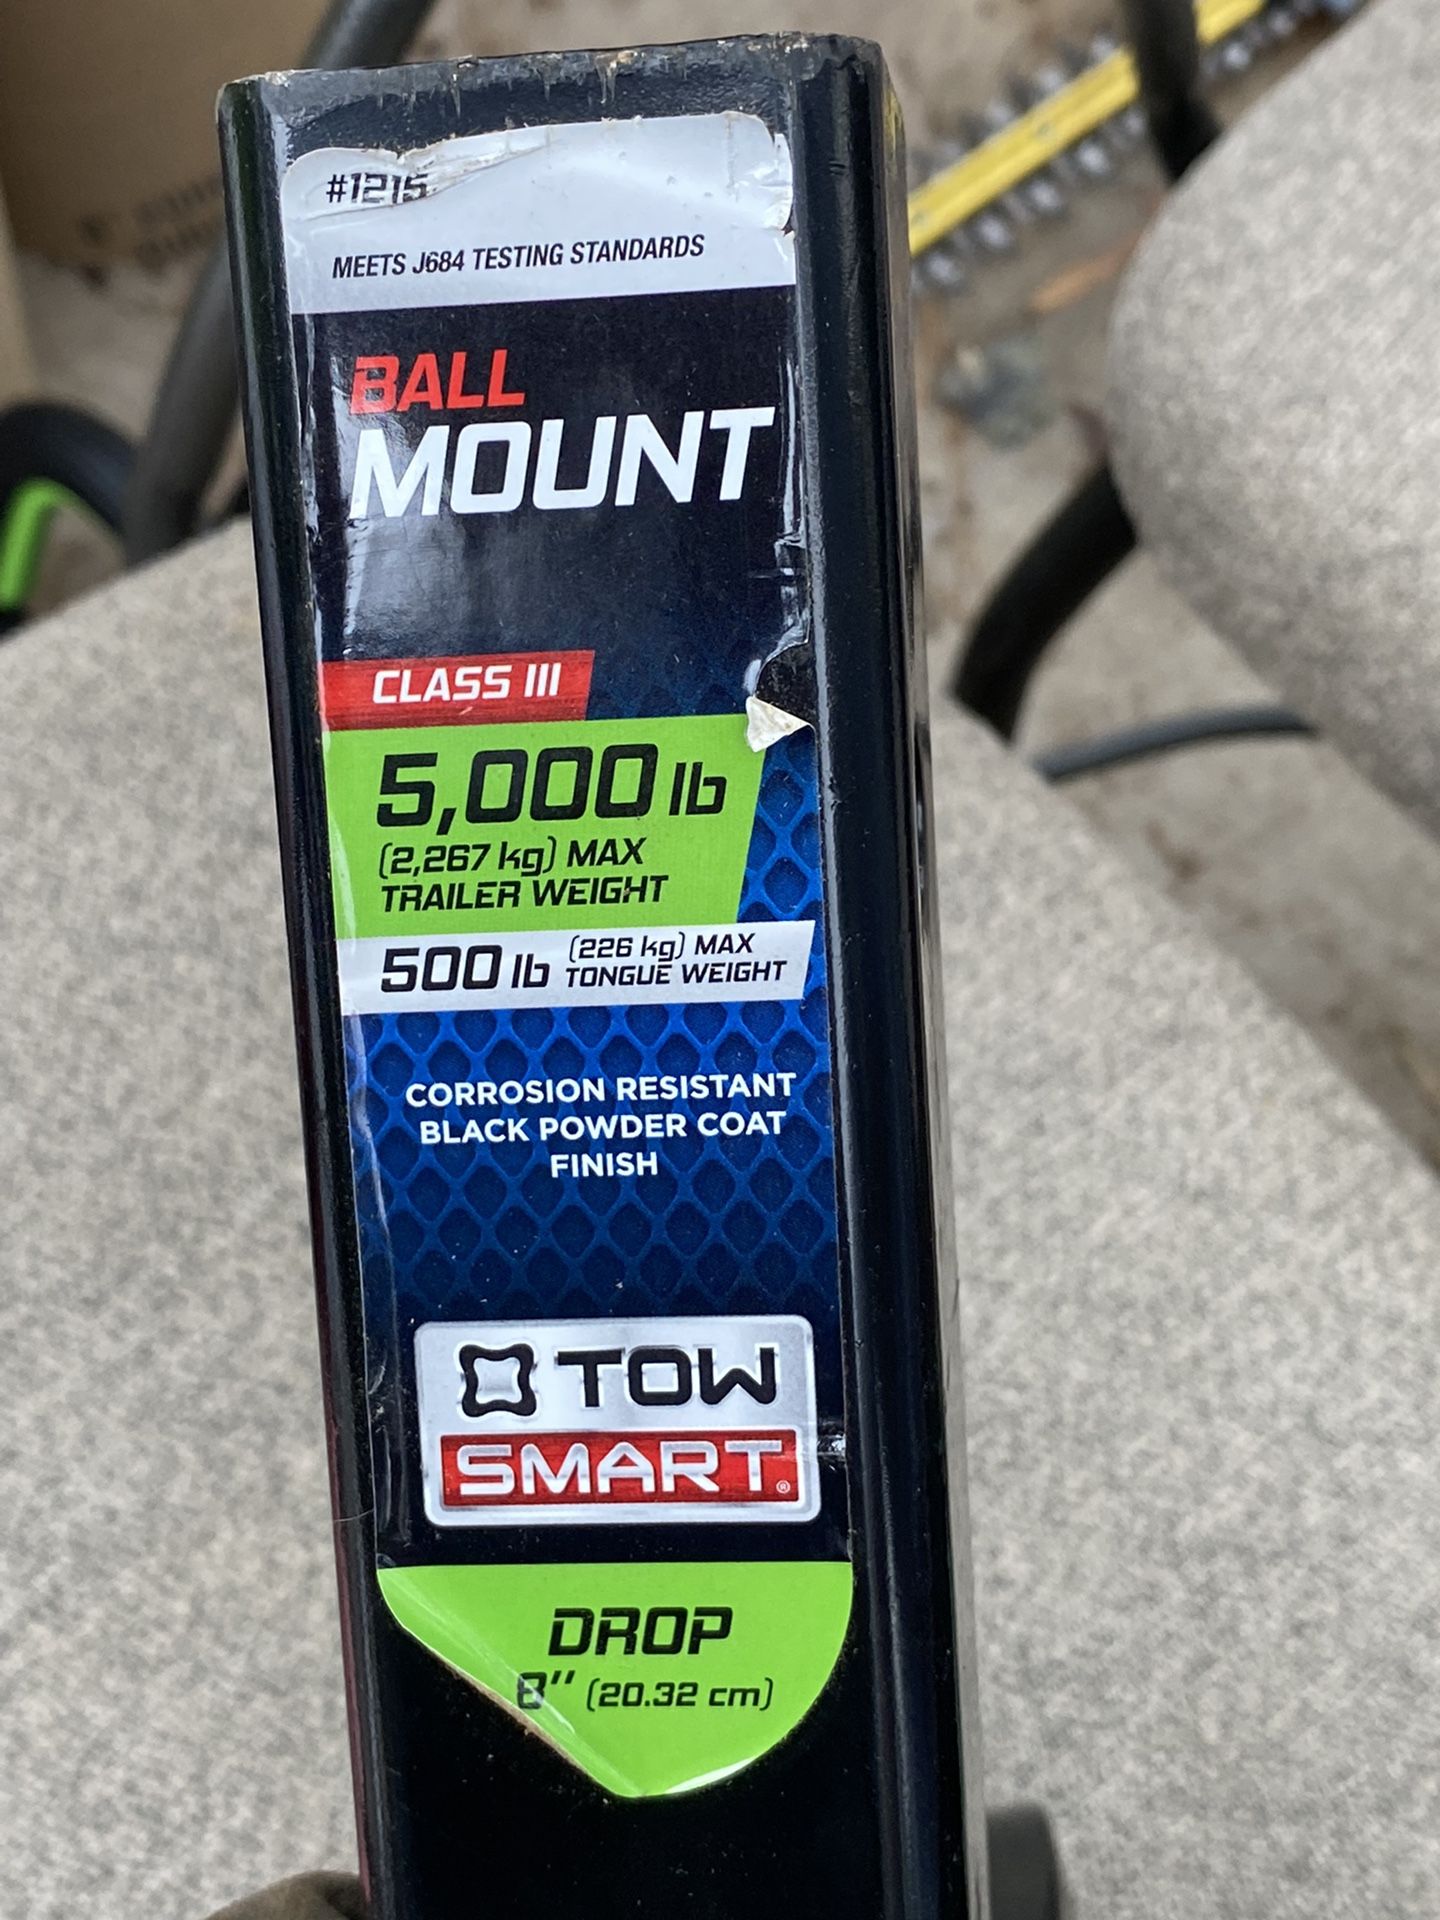 #1215
MEETS J684 TESTING STANDARDS
BALL
MOUNT
CLASS III
5,000 lb
(2,267 kg) MAX
TRAILER WEIGHT
500 lb (226 kg) MAX
TONGUE WEIGHT
CORROSION RESISTANT
BLACK POWDER COAT
FINISH
TOW
SMART®
DROP
8" (20.32 cm)